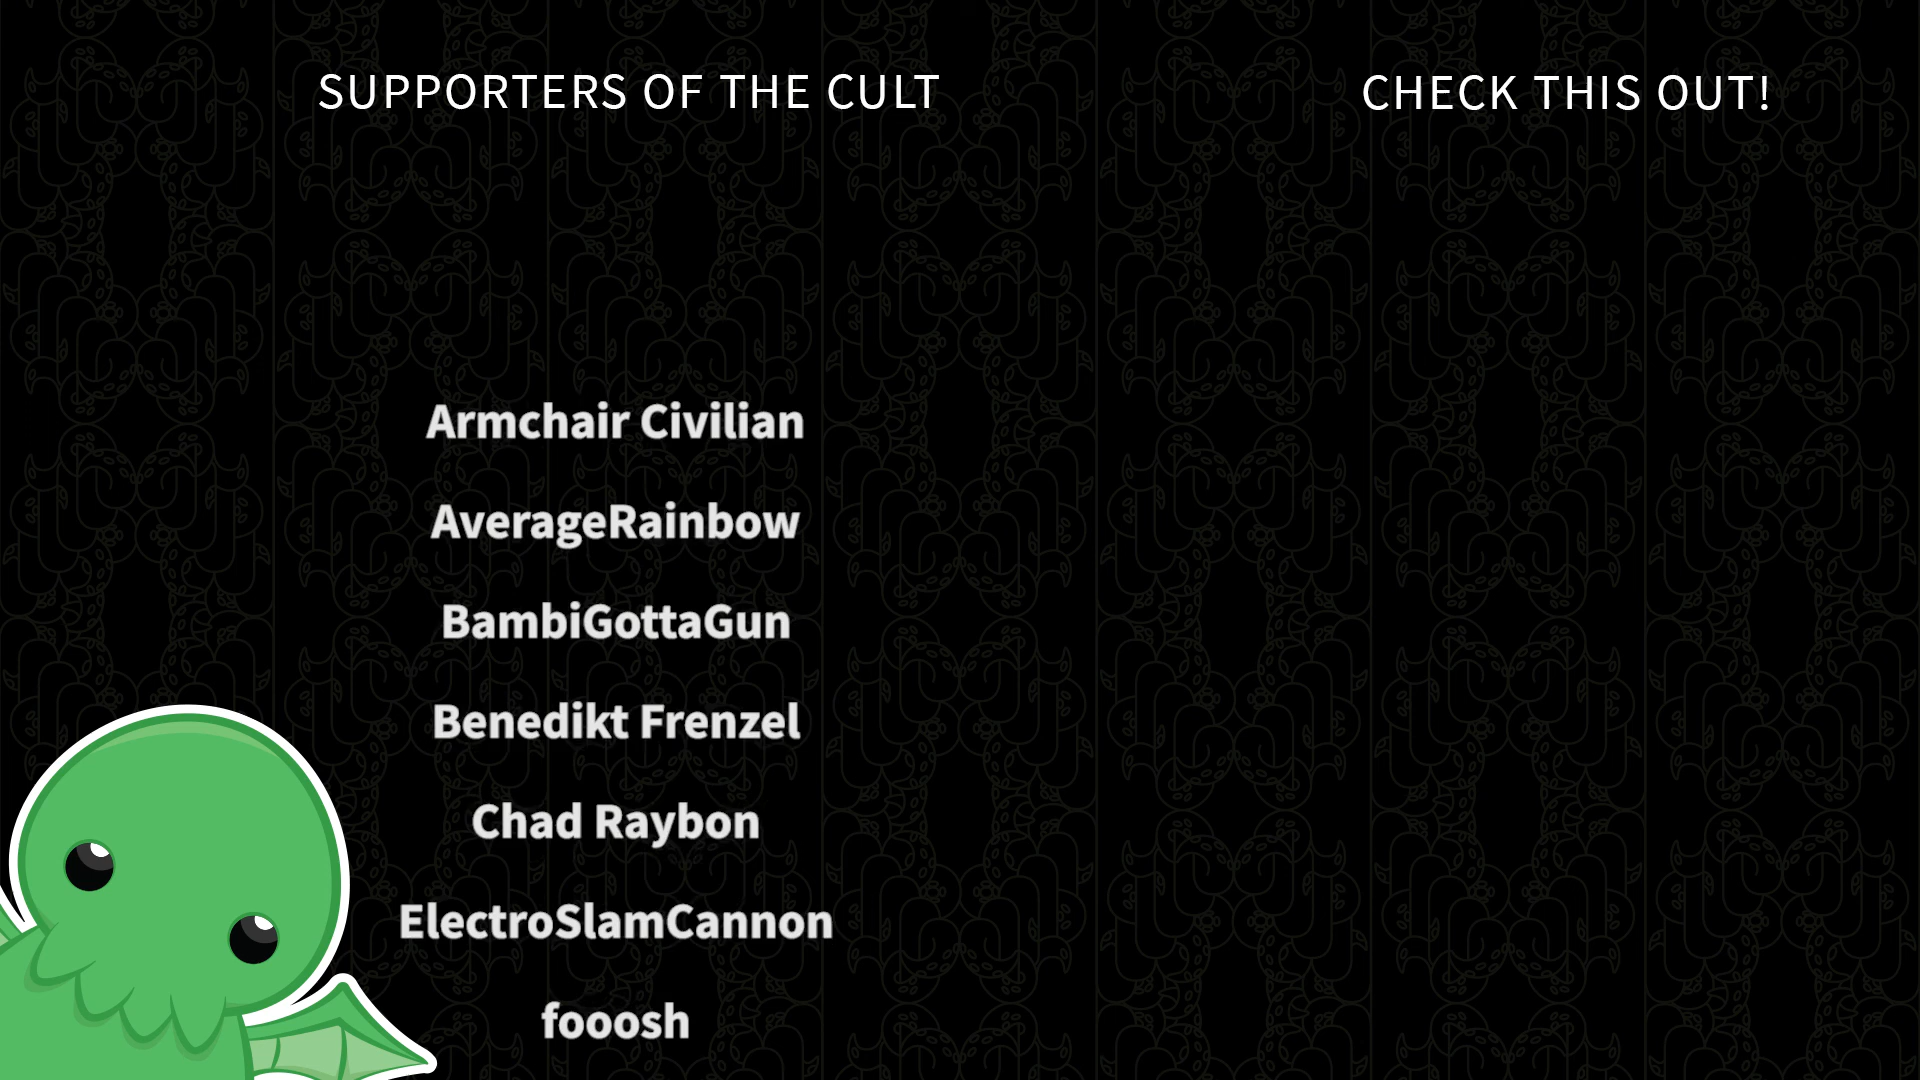 SUPPORTERS OF THE CULT
CHECK THIS OUT!
Armchair Civilian
AverageRainbow
BambiGottaGun
Benedikt Frenzel
Chad Raybon
ElectroSlamCannon
fooosh